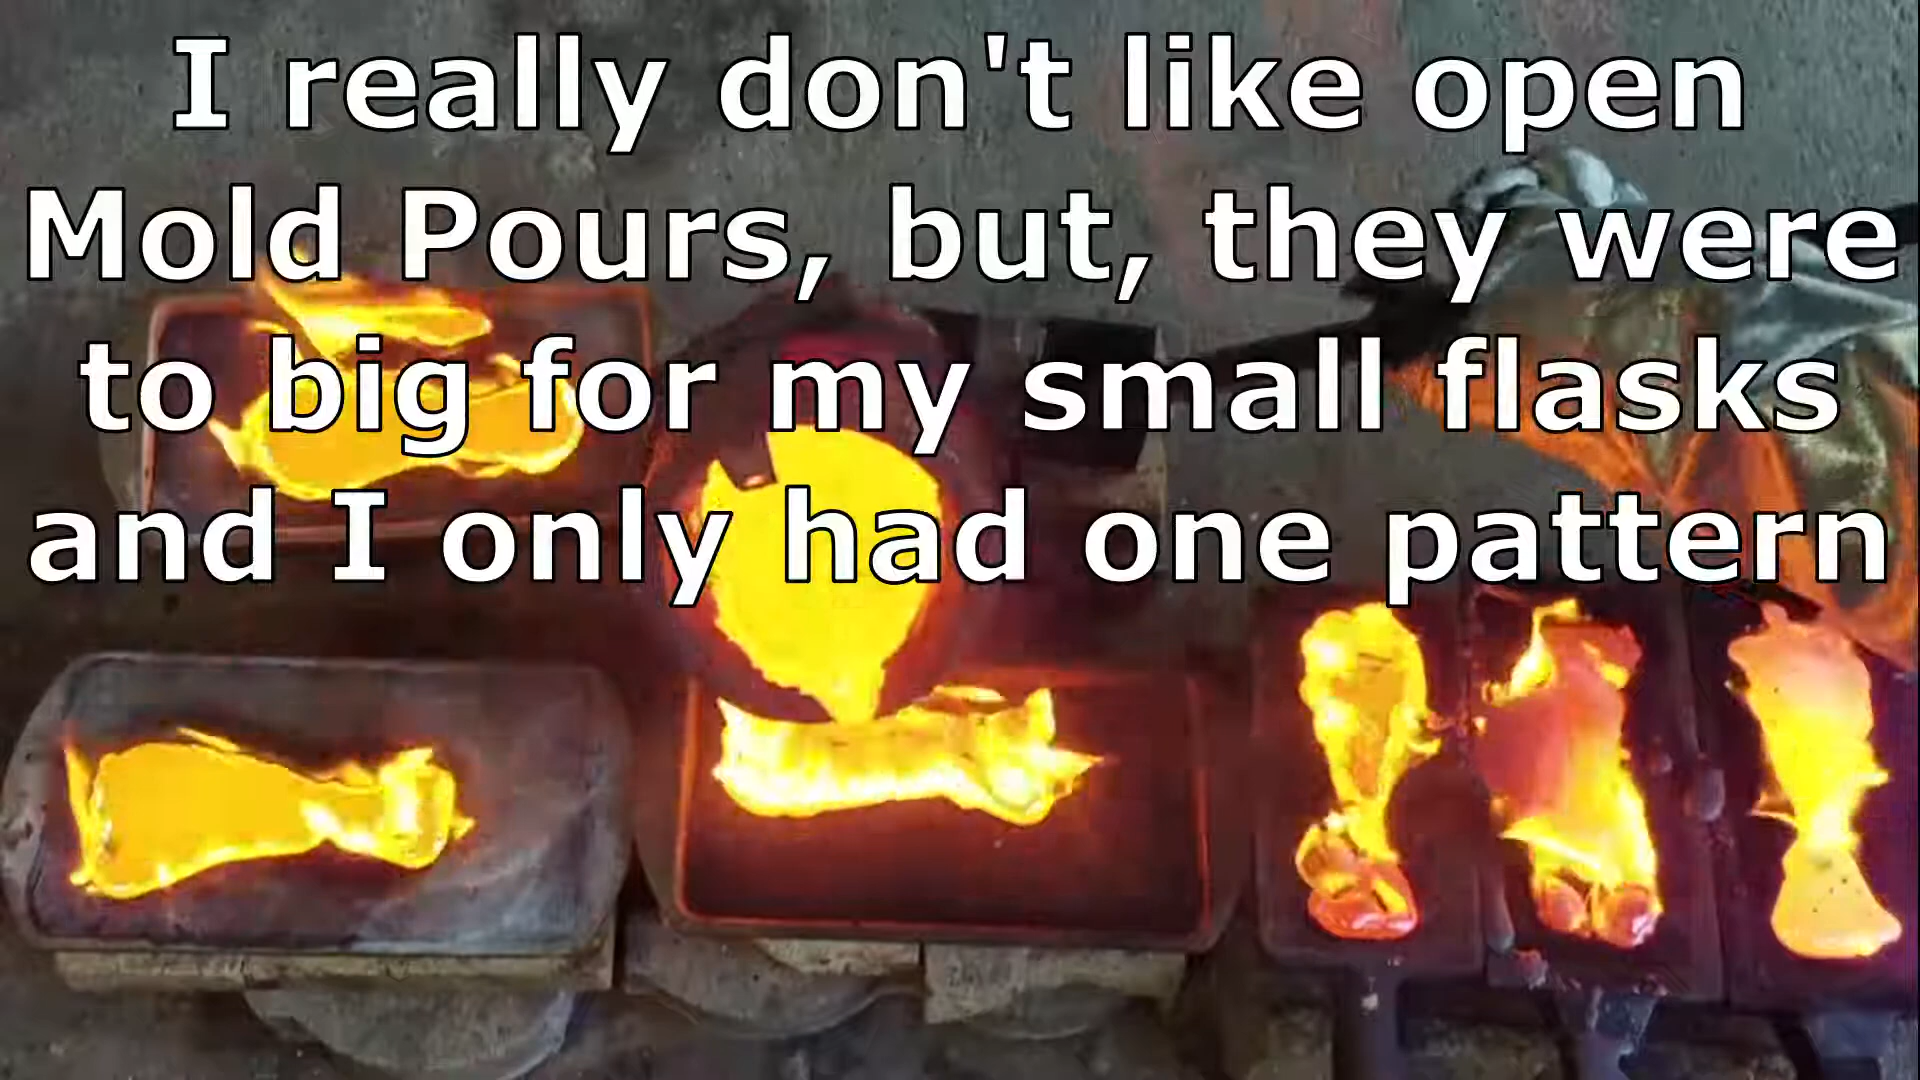 I really don't like open
Mold Pours, but, they were
to big for my small flasks
and I only had one pattern